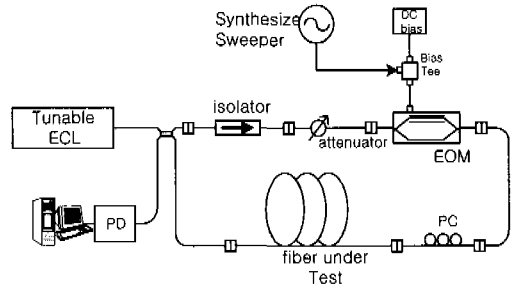 Synthesize
Sweeper
DC
bias
Bias
Tee
Tunable
ECL
isolator
attenuator
EOM
PD
fiber under
Test
PC